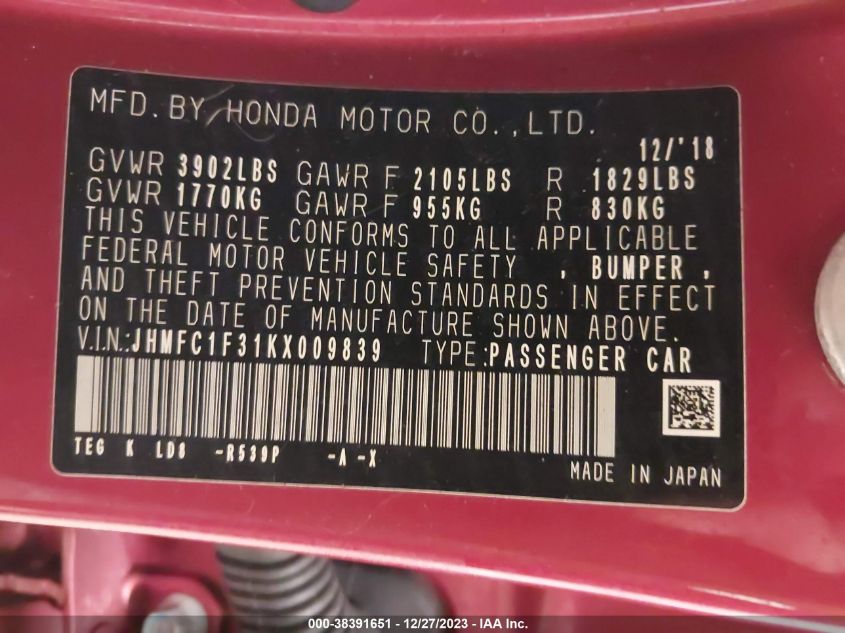 MFD. BY HONDA MOTOR CO., LTD.
12/'18
GVWR 3902LBS GAWR F 2105LBS R 1829LBS
GVWR 1770KG GAWR F 955KG R 830KG
THIS VEHICLE CONFORMS TO ALL APPLICABLE
FEDERAL MOTOR VEHICLE SAFETY , BUMPER ,
AND THEFT PREVENTION STANDARDS IN EFFECT
ON THE DATE OF MANUFACTURE SHOWN ABOVE.
V.I.N.:JHMFC1F31KX009839 TYPE:PASSENGER CAR
TEG K LD8 -R539P -A -X
MADE IN JAPAN
000-38391651 - 12/27/2023 - IAA Inc.